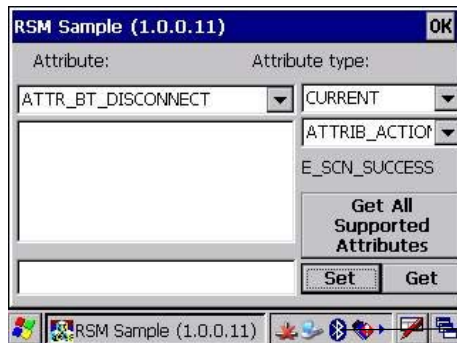 RSM Sample (1.0.0.11) OK
Attribute: Attribute type:
ATTR_BT_DISCONNECT CURRENT
ATTRIB_ACTION
E_SCN_SUCCESS
Get All
Supported
Attributes
Set Get
RSM Sample (1.0.0.11)